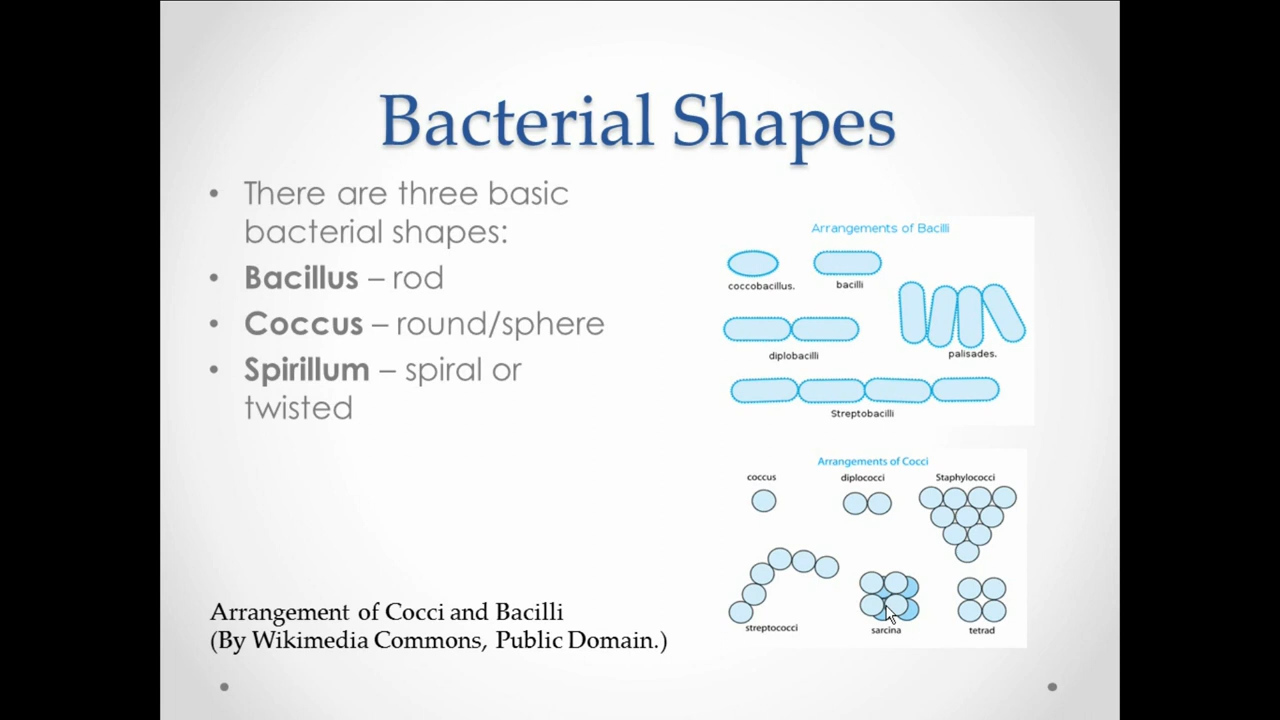 Bacterial Shapes
• There are three basic
bacterial shapes:
• Bacillus – rod
• Coccus – round/sphere
• Spirillum – spiral or
twisted
Arrangements of Bacilli
coccobacillus.
bacilli
diplobacilli
palisades.
Streptobacilli
Arrangements of Cocci
coccus
diplococci
Staphylococci
streptococci
sarcina
tetrad
Arrangement of Cocci and Bacilli
(By Wikimedia Commons, Public Domain.)